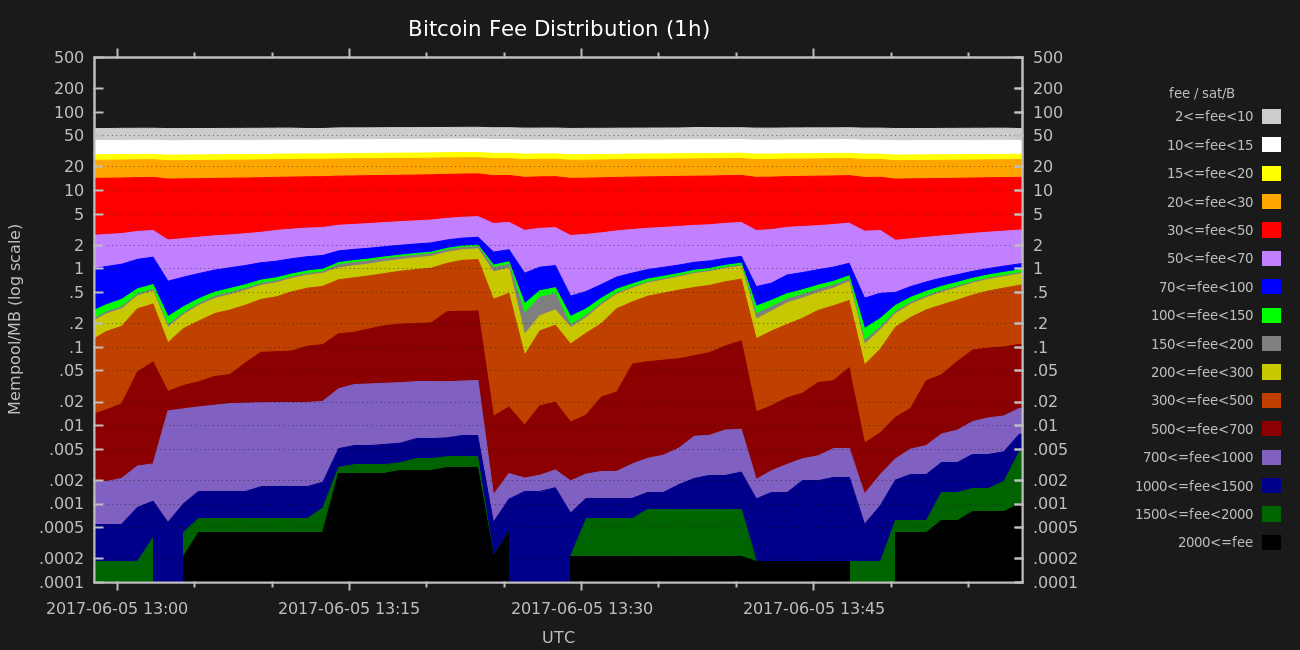 Bitcoin Fee Distribution (1h)
500 500
200 200
100 100
50 50
20 20
10 10
5 5
2 2
1 1
.5 .5
.2 .2
.1 .1
.05 .05
.02 .02
.01 .01
.005 .005
.002 .002
.001 .001
.0005 .0005
.0002 .0002
.0001 .0001
Mempool/MB (log scale)
2017-06-05 13:00 2017-06-05 13:15 2017-06-05 13:30 2017-06-05 13:45
UTC
fee / sat/B
2<=fee<10
10<=fee<15
15<=fee<20
20<=fee<30
30<=fee<50
50<=fee<70
70<=fee<100
100<=fee<150
150<=fee<200
200<=fee<300
300<=fee<500
500<=fee<700
700<=fee<1000
1000<=fee<1500
1500<=fee<2000
2000<=fee